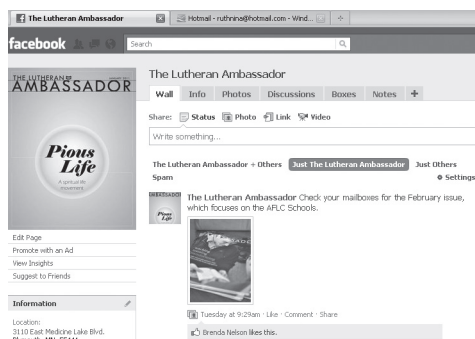 The Lutheran Ambassador
Hotmail - ruthnina@hotmail.com - Wind...
facebook
Search
THE LUTHERAN
AMBASSADOR
Pious
Life
A spiritual life
movement
Edit Page
Promote with an Ad
View Insights
Suggest to Friends
Information
Location:
3110 East Medicine Lake Blvd.
The Lutheran Ambassador
Wall Info Photos Discussions Boxes Notes +
Share: Status Photo Link Video
Write something...
The Lutheran Ambassador + Others Just The Lutheran Ambassador Just Others
Spam Settings
The Lutheran Ambassador Check your mailboxes for the February issue,
which focuses on the AFLC Schools.
Tuesday at 9:29am · Like · Comment · Share
Brenda Nelson likes this.